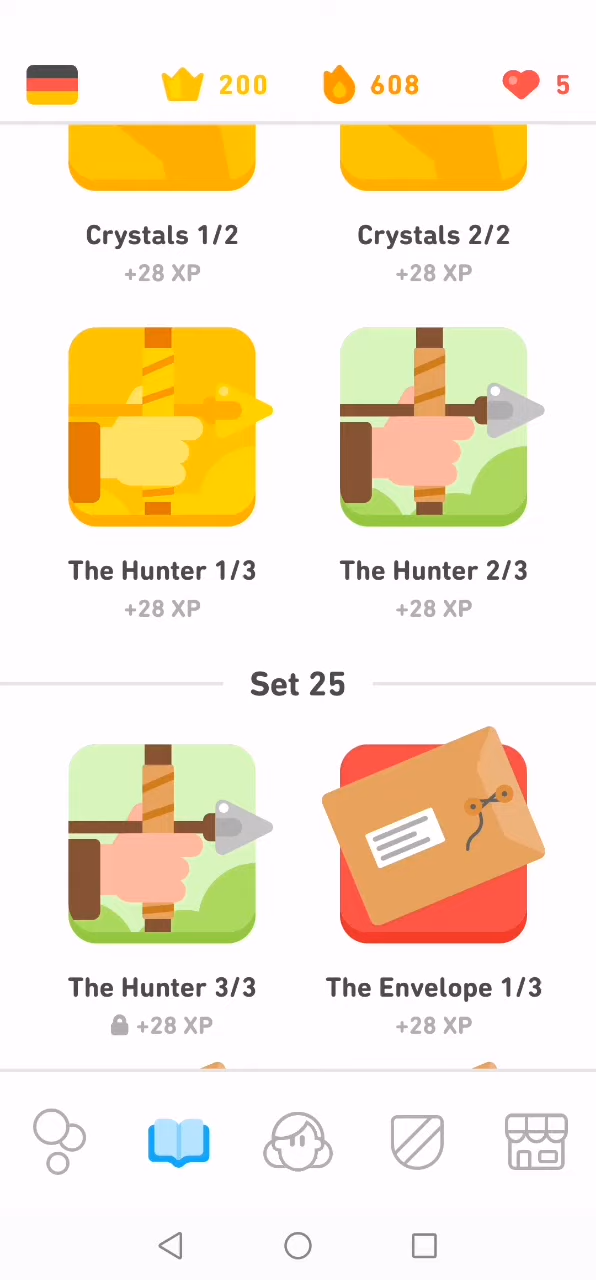 200 608 5
Crystals 1/2 Crystals 2/2
+28 XP +28 XP
The Hunter 1/3 The Hunter 2/3
+28 XP +28 XP
Set 25
The Hunter 3/3 The Envelope 1/3
+28 XP +28 XP